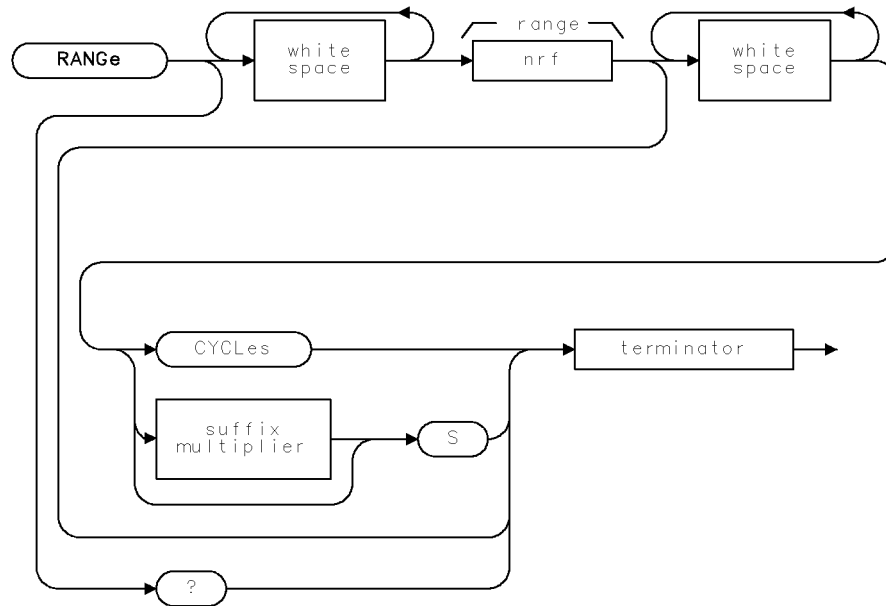 RANGe
white
space
range
nrf
white
space
CYCLes
terminator
suffix
multiplier
S
?